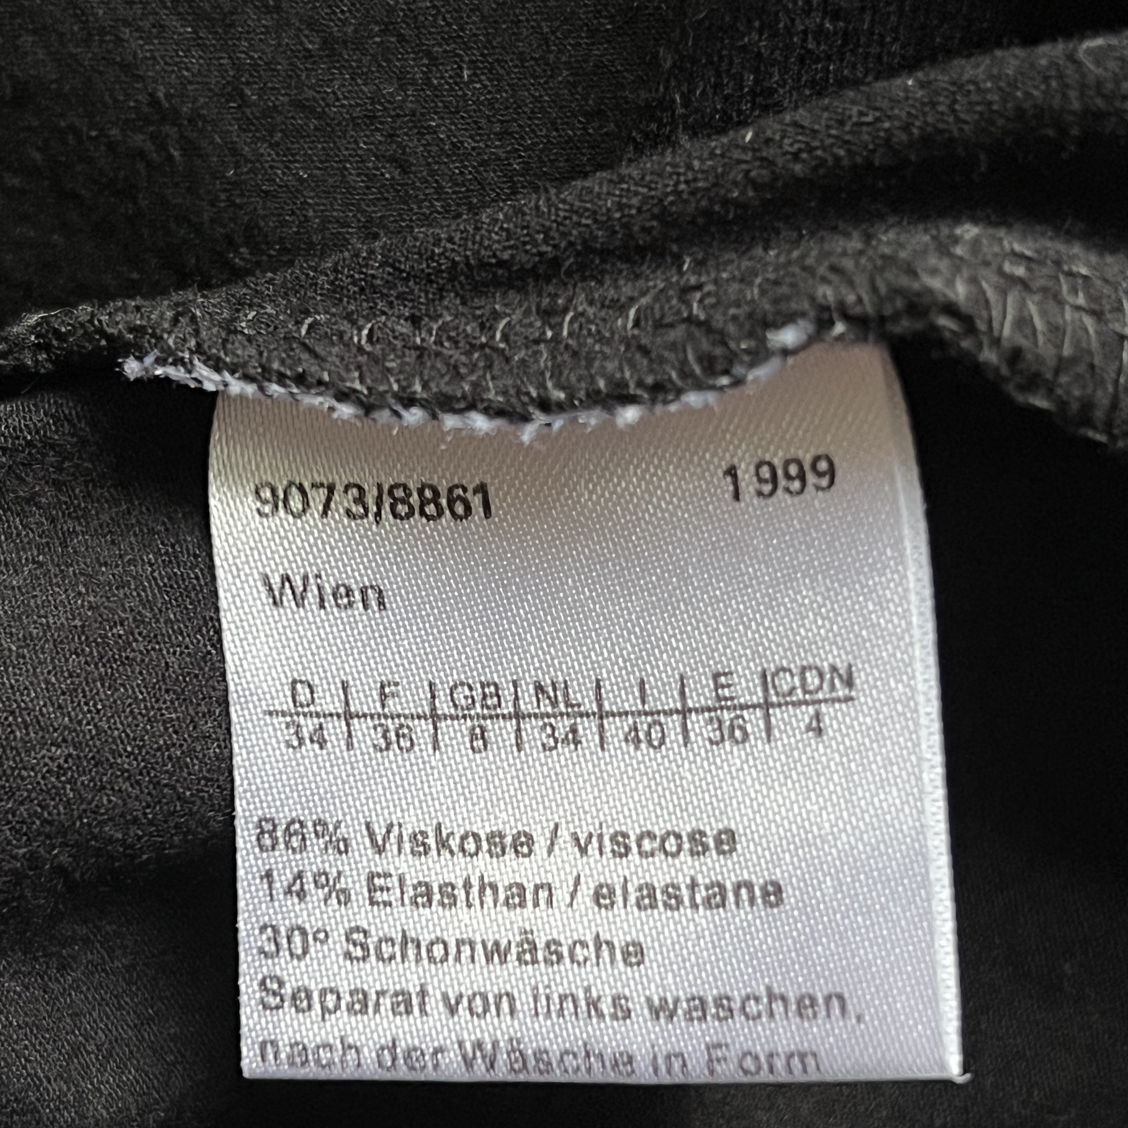 9073/8861 1999
Wien
D | F | GB | NL | I | E | CDN
34 | 36 | 8 | 34 | 40 | 36 | 4
86% Viskose / viscose
14% Elasthan / elastane
30° Schonwäsche
Separat von links waschen,
nach der Wäsche in Form